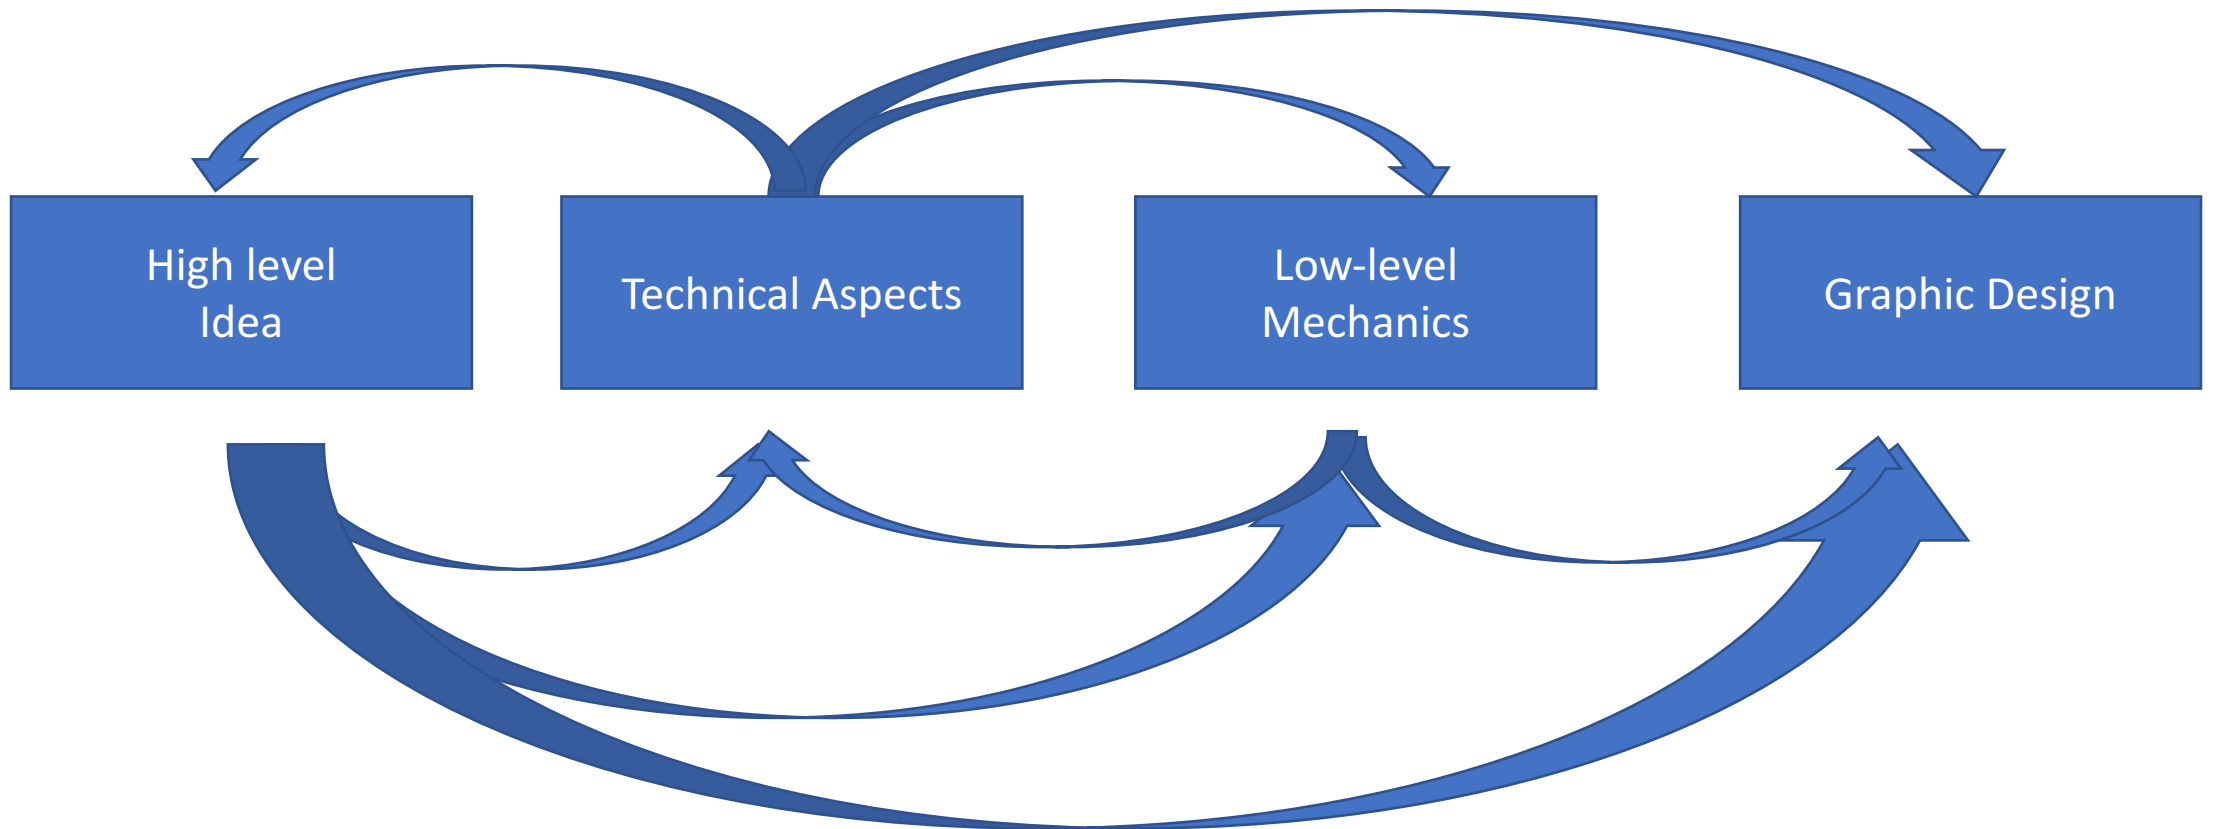 High level
Idea
Technical Aspects
Low-level
Mechanics
Graphic Design